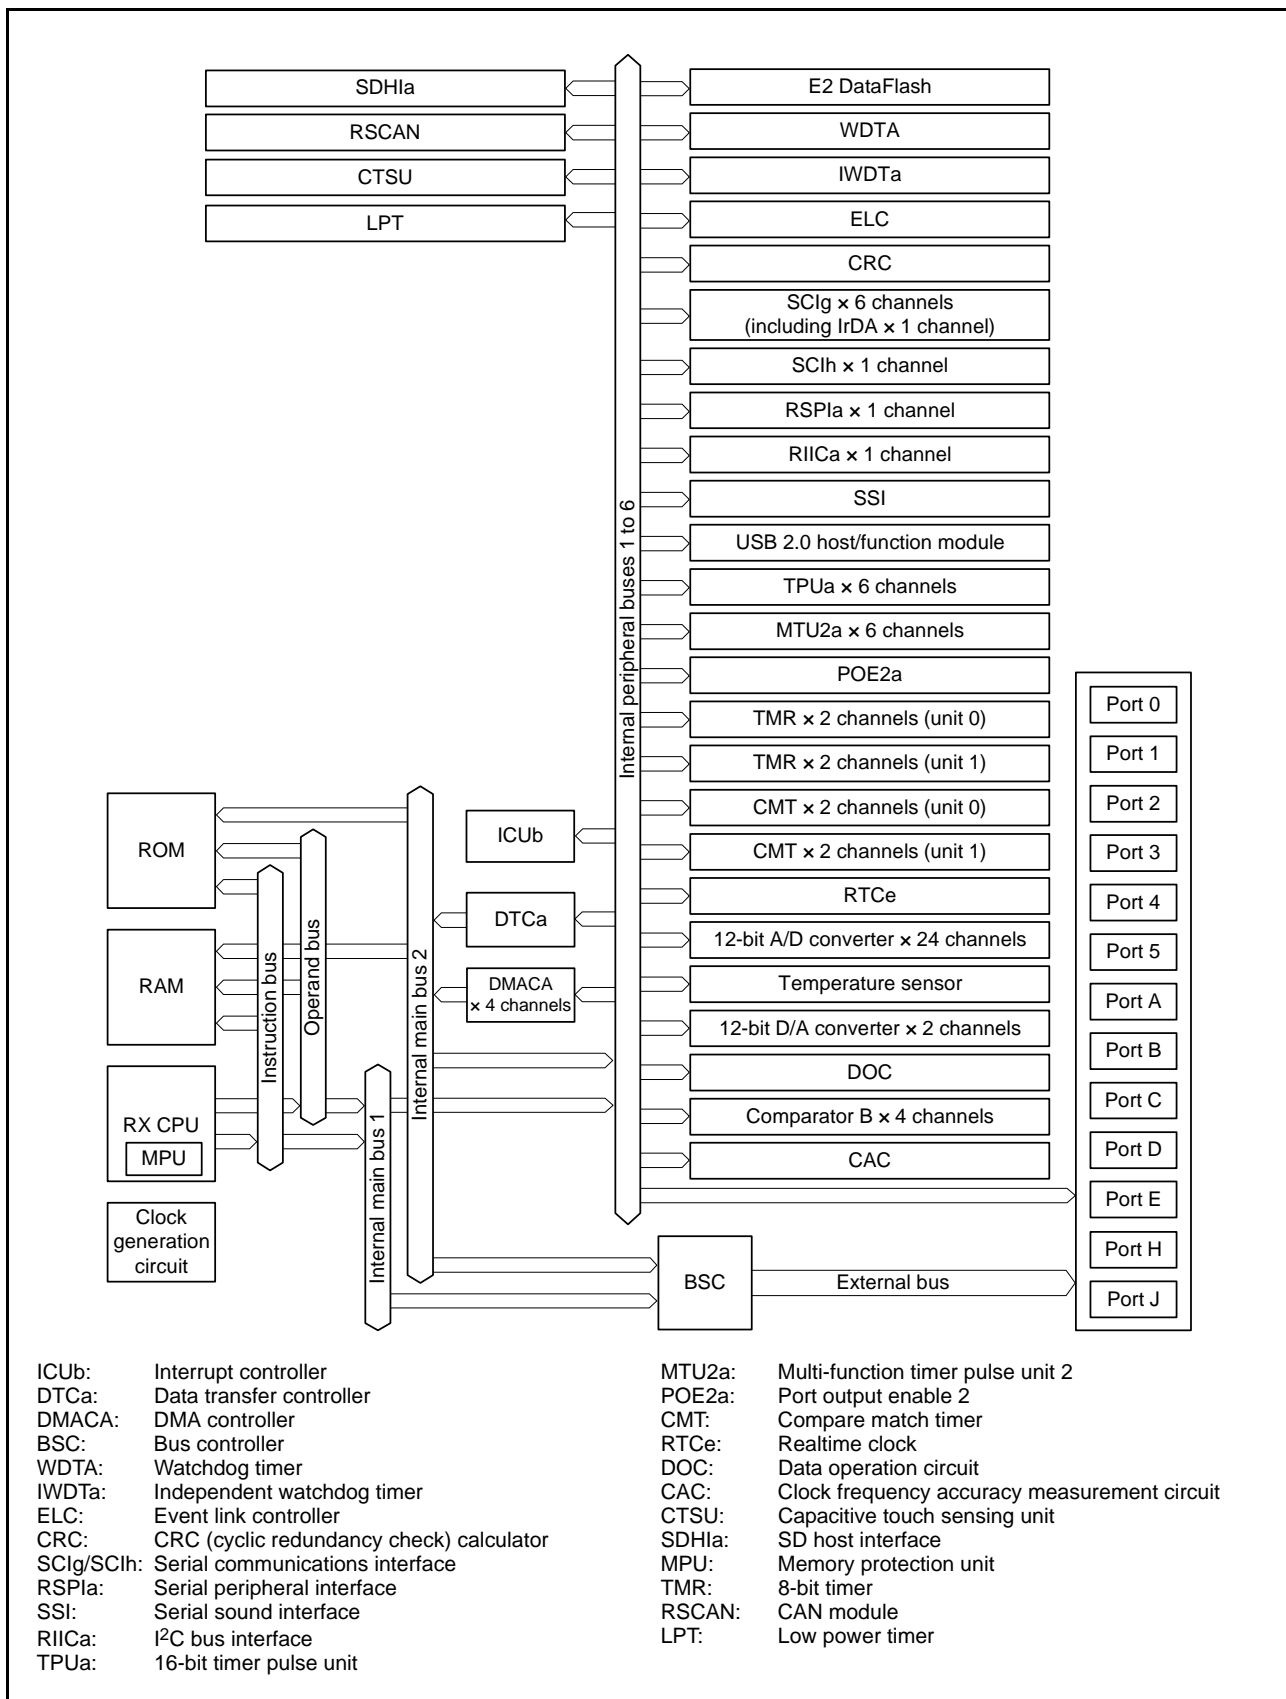 SDHIa
RSCAN
CTSU
LPT
E2 DataFlash
WDTA
IWDTa
ELC
CRC
SCIg × 6 channels
(including IrDA × 1 channel)
SCIh × 1 channel
RSPIa × 1 channel
RIICa × 1 channel
SSI
USB 2.0 host/function module
TPUa × 6 channels
MTU2a × 6 channels
POE2a
TMR × 2 channels (unit 0)
TMR × 2 channels (unit 1)
CMT × 2 channels (unit 0)
CMT × 2 channels (unit 1)
RTCe
12-bit A/D converter × 24 channels
Temperature sensor
12-bit D/A converter × 2 channels
DOC
Comparator B × 4 channels
CAC
Internal peripheral buses 1 to 6
Port 0
Port 1
Port 2
Port 3
Port 4
Port 5
Port A
Port B
Port C
Port D
Port E
Port H
Port J
ROM
RAM
RX CPU
MPU
Clock
generation
circuit
Instruction bus
Operand bus
Internal main bus 1
Internal main bus 2
ICUb
DTCa
DMACA
× 4 channels
BSC
External bus
ICUb: Interrupt controller
DTCa: Data transfer controller
DMACA: DMA controller
BSC: Bus controller
WDTA: Watchdog timer
IWDTa: Independent watchdog timer
ELC: Event link controller
CRC: CRC (cyclic redundancy check) calculator
SCIg/SCIh: Serial communications interface
RSPIa: Serial peripheral interface
SSI: Serial sound interface
RIICa: I²C bus interface
TPUa: 16-bit timer pulse unit
MTU2a: Multi-function timer pulse unit 2
POE2a: Port output enable 2
CMT: Compare match timer
RTCe: Realtime clock
DOC: Data operation circuit
CAC: Clock frequency accuracy measurement circuit
CTSU: Capacitive touch sensing unit
SDHIa: SD host interface
MPU: Memory protection unit
TMR: 8-bit timer
RSCAN: CAN module
LPT: Low power timer